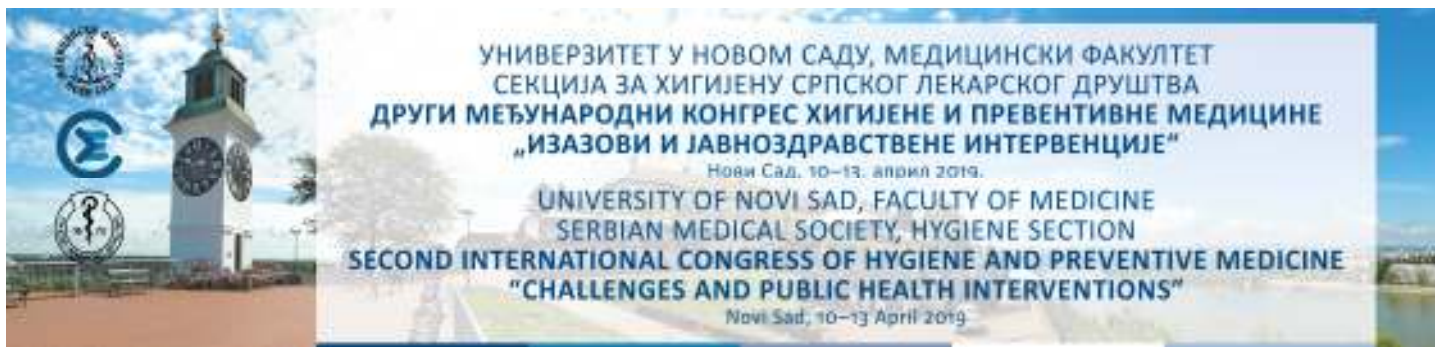 УНИВЕРЗИТЕТ У НОВОМ САДУ, МЕДИЦИНСКИ ФАКУЛТЕТ
СЕКЦИЈА ЗА ХИГИЈЕНУ СРПСКОГ ЛЕКАРСКОГ ДРУШТВА
ДРУГИ МЕЂУНАРОДНИ КОНГРЕС ХИГИЈЕНЕ И ПРЕВЕНТИВНЕ МЕДИЦИНЕ
„ИЗАЗОВИ И ЈАВНОЗДРАВСТВЕНЕ ИНТЕРВЕНЦИЈЕ“
Нови Сад, 10–13. април 2019.
UNIVERSITY OF NOVI SAD, FACULTY OF MEDICINE
SERBIAN MEDICAL SOCIETY, HYGIENE SECTION
SECOND INTERNATIONAL CONGRESS OF HYGIENE AND PREVENTIVE MEDICINE
“CHALLENGES AND PUBLIC HEALTH INTERVENTIONS”
Novi Sad, 10–13 April 2019